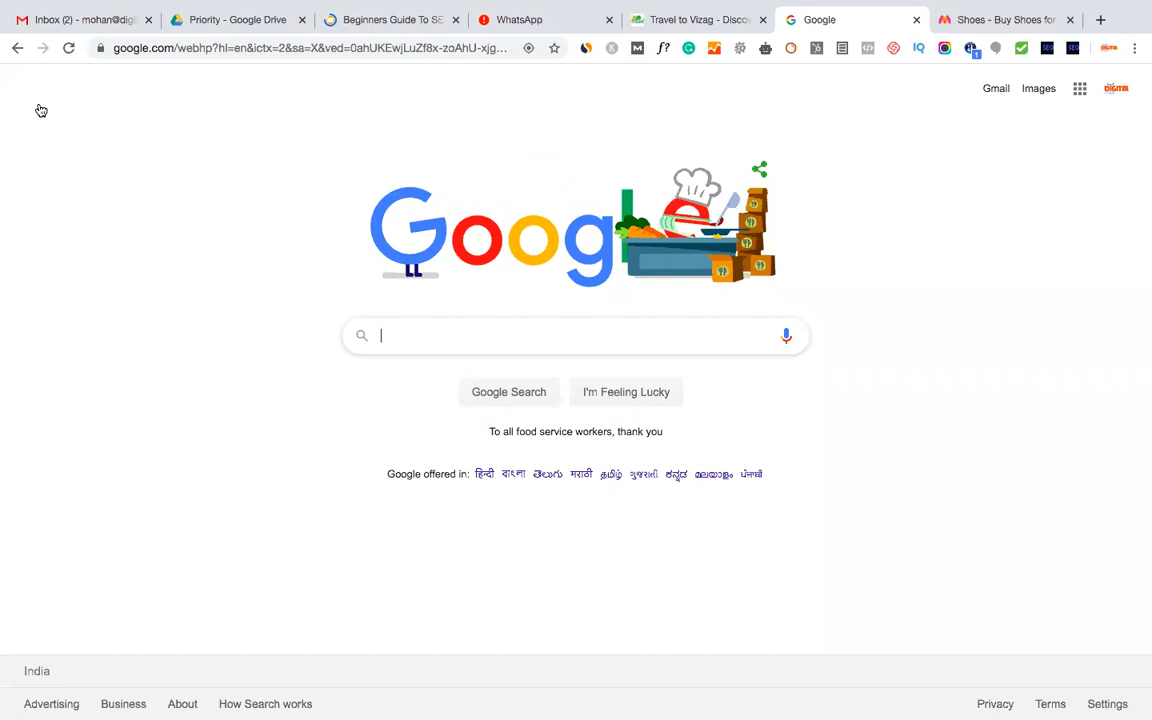 Inbox (2) - mohan@digi
Priority - Google Drive
Beginners Guide To SE
WhatsApp
Travel to Vizag - Discov
Google
Shoes - Buy Shoes for
google.com/webhp?hl=en&ictx=2&sa=X&ved=0ahUKEwjLuZf8x-zoAhU-xjg...
Gmail
Images
Googl
Google Search
I'm Feeling Lucky
To all food service workers, thank you
Google offered in: हिन्दी বাংলা తెలుగు मराठी தமிழ் ગુજરાતી ಕನ್ನಡ മലയാളം ਪੰਜਾਬੀ
India
Advertising
Business
About
How Search works
Privacy
Terms
Settings